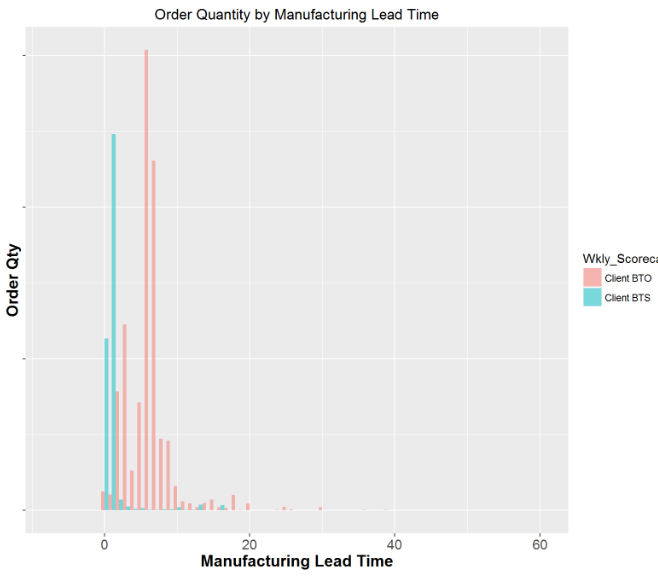 Order Quantity by Manufacturing Lead Time
Order Qty
Wkly_Scoreca
Client BTO
Client BTS
0 20 40 60
Manufacturing Lead Time